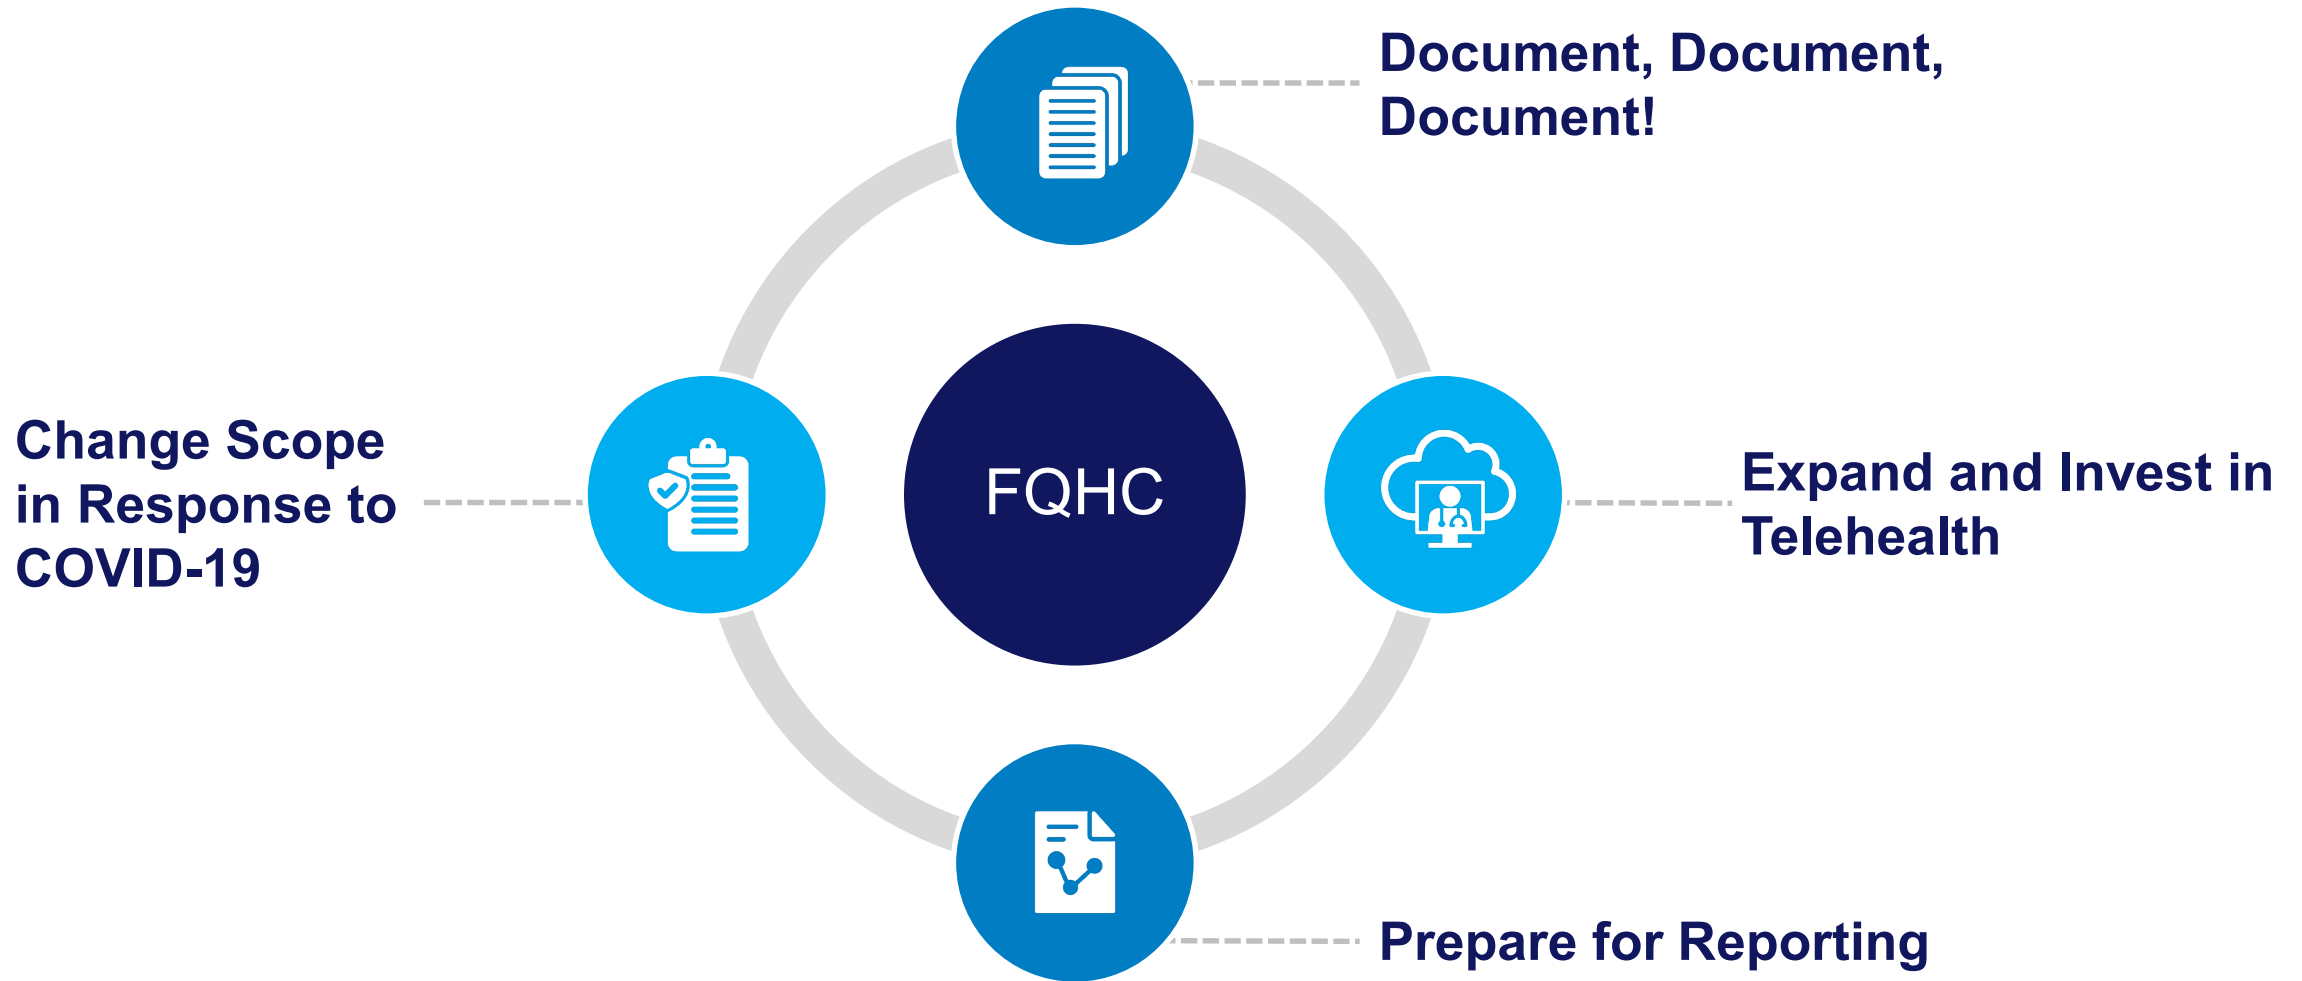 Document, Document,
Document!
Change Scope
in Response to
COVID-19
FQHC
Expand and Invest in
Telehealth
Prepare for Reporting